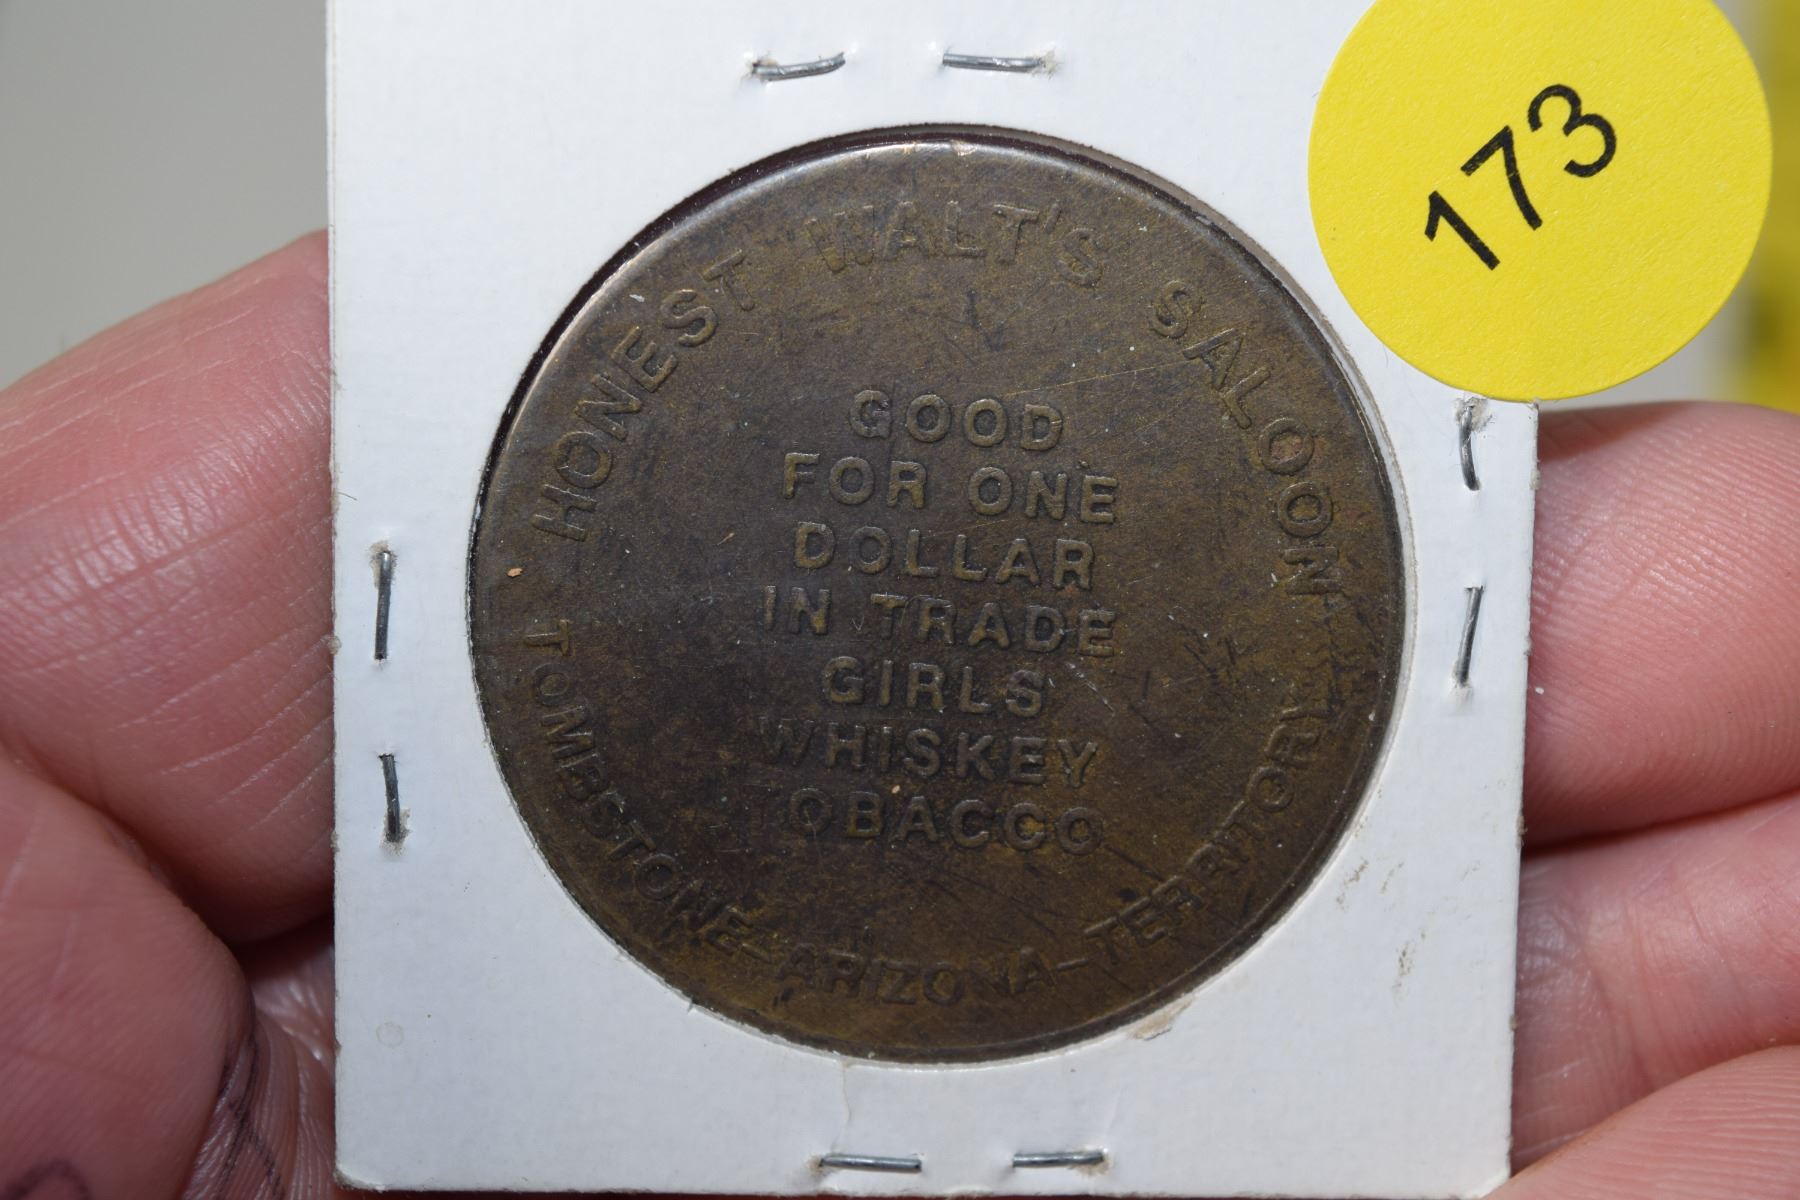 173
HONEST WALT'S SALOON
GOOD
FOR ONE
DOLLAR
IN TRADE
GIRLS
WHISKEY
TOBACCO
TOMBSTONE-ARIZONA-TERRITORY